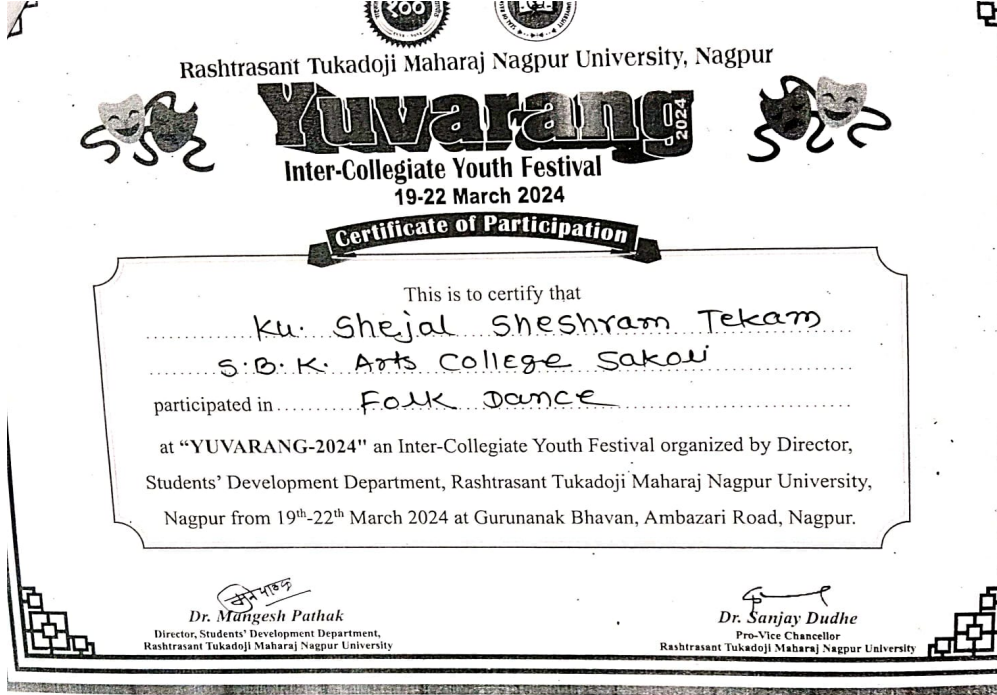 100
Rashtrasant Tukadoji Maharaj Nagpur University, Nagpur
Yuvarang 2024
Inter-Collegiate Youth Festival
19-22 March 2024
Certificate of Participation
This is to certify that
Ku. Shejal Sheshram Tekam
S.B.K. Arts College Sakoli
participated in Folk Dance
at “YUVARANG-2024" an Inter-Collegiate Youth Festival organized by Director,
Students’ Development Department, Rashtrasant Tukadoji Maharaj Nagpur University,
Nagpur from 19th-22th March 2024 at Gurunanak Bhavan, Ambazari Road, Nagpur.
Dr. Mangesh Pathak
Director, Students’ Development Department,
Rashtrasant Tukadoji Maharaj Nagpur University
Dr. Sanjay Dudhe
Pro-Vice Chancellor
Rashtrasant Tukadoji Maharaj Nagpur University